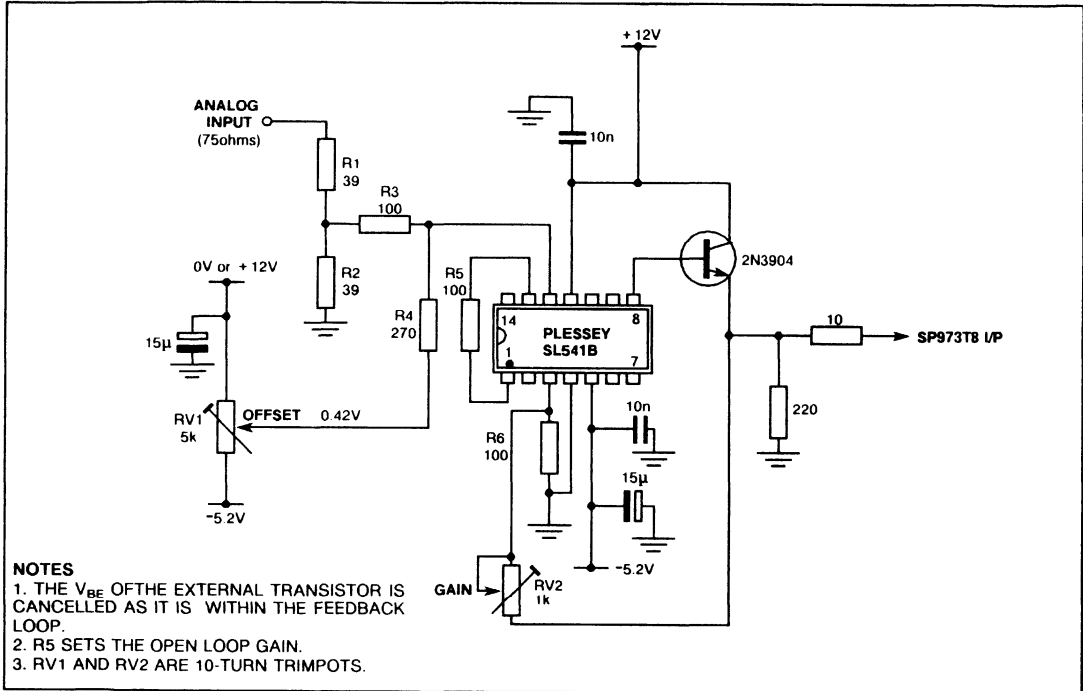 + 12V
ANALOG
INPUT
(75ohms)
10n
R1
39
R3
100
2N3904
0V or + 12V
R2
39
R5
100
R4
270
14
8
PLESSEY
SL541B
1
7
10
SP973T8 I/P
15µ
RV1
5k
OFFSET 0.42V
220
R6
100
10n
15µ
-5.2V
-5.2V
GAIN
RV2
1k
NOTES
1. THE VBE OFTHE EXTERNAL TRANSISTOR IS
CANCELLED AS IT IS WITHIN THE FEEDBACK
LOOP.
2. R5 SETS THE OPEN LOOP GAIN.
3. RV1 AND RV2 ARE 10-TURN TRIMPOTS.